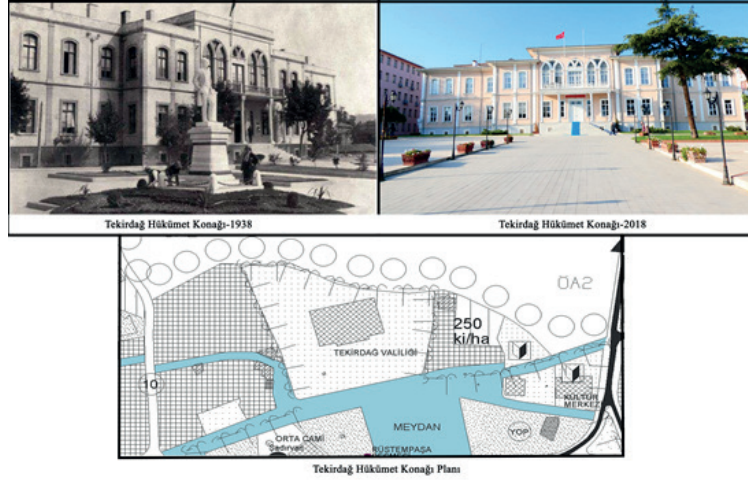 Tekirdağ Hükümet Konağı-1938
Tekirdağ Hükümet Konağı-2018
ÖA2
250
ki/ha
TEKİRDAĞ VALİLİĞİ
10
KÜLTÜR
MERKEZİ
MEYDAN
YOP
ORTA CAMİ
Şadırvan
RÜSTEMPAŞA
Tekirdağ Hükümet Konağı Planı